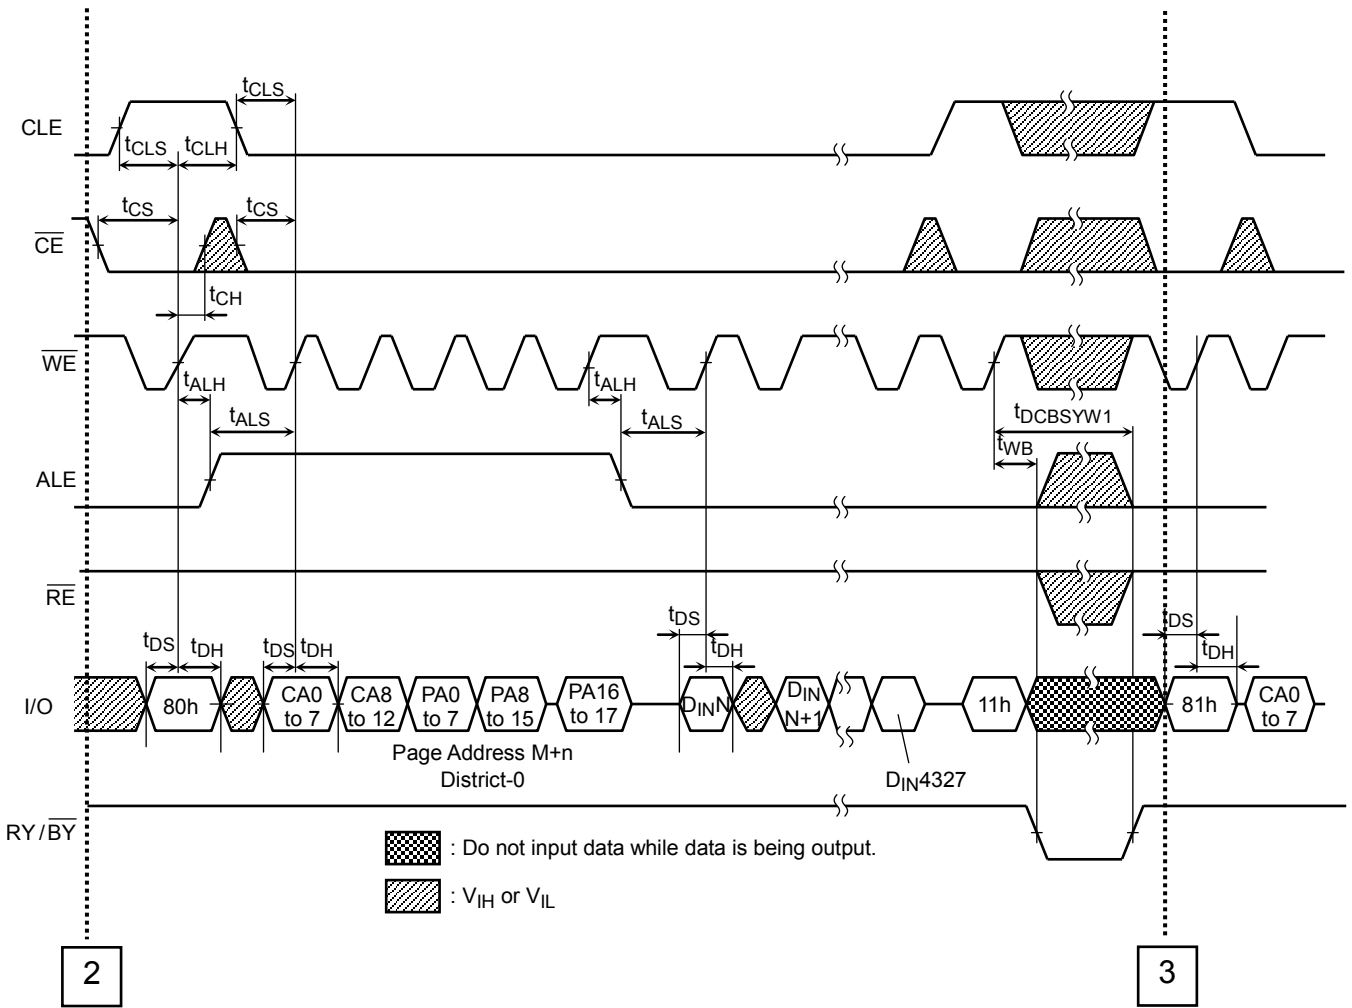 tCLS
CLE
tCLS
tCLH
tCS
tCS
CE
tCH
WE
tALH
tALH
tALS
tALS
tDCBSYW1
tWB
ALE
RE
tDS
tDH
tDS
tDH
tDS
tDH
tDS
tDH
I/O
80h
CA0 to 7
CA8 to 12
PA0 to 7
PA8 to 15
PA16 to 17
DINN
DIN N+1
11h
81h
CA0 to 7
Page Address M+n
District-0
DIN4327
RY/BY
: Do not input data while data is being output.
: VIH or VIL
2
3